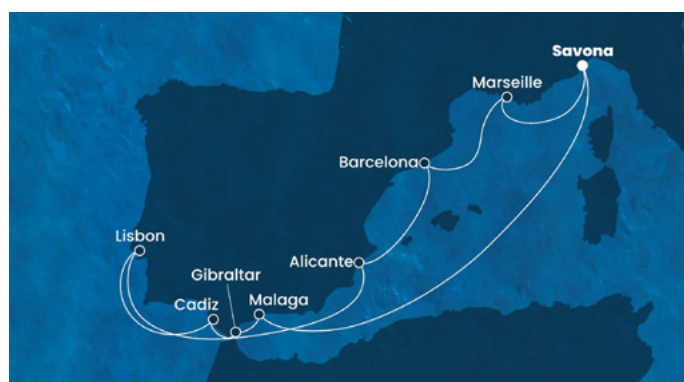 Savona
Marseille
Barcelona
Lisbon
Alicante
Gibraltar
Cadiz
Malaga